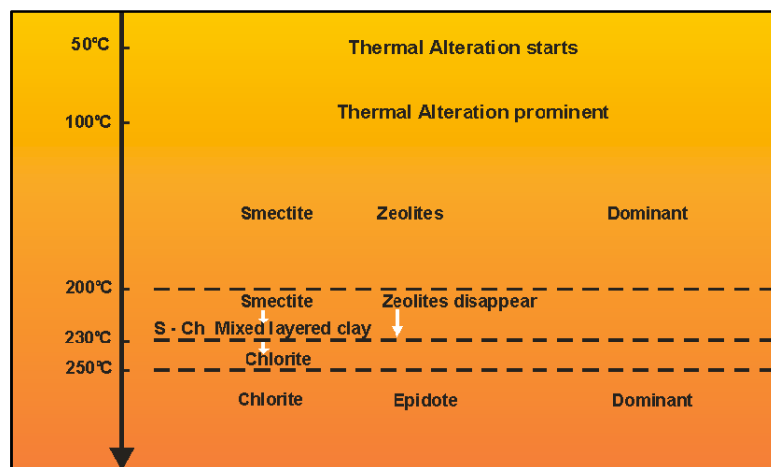 50°C Thermal Alteration starts
100°C Thermal Alteration prominent
Smectite Zeolites Dominant
200°C
Smectite Zeolites disappear
S - Ch Mixed layered clay
230°C
Chlorite
250°C
Chlorite Epidote Dominant